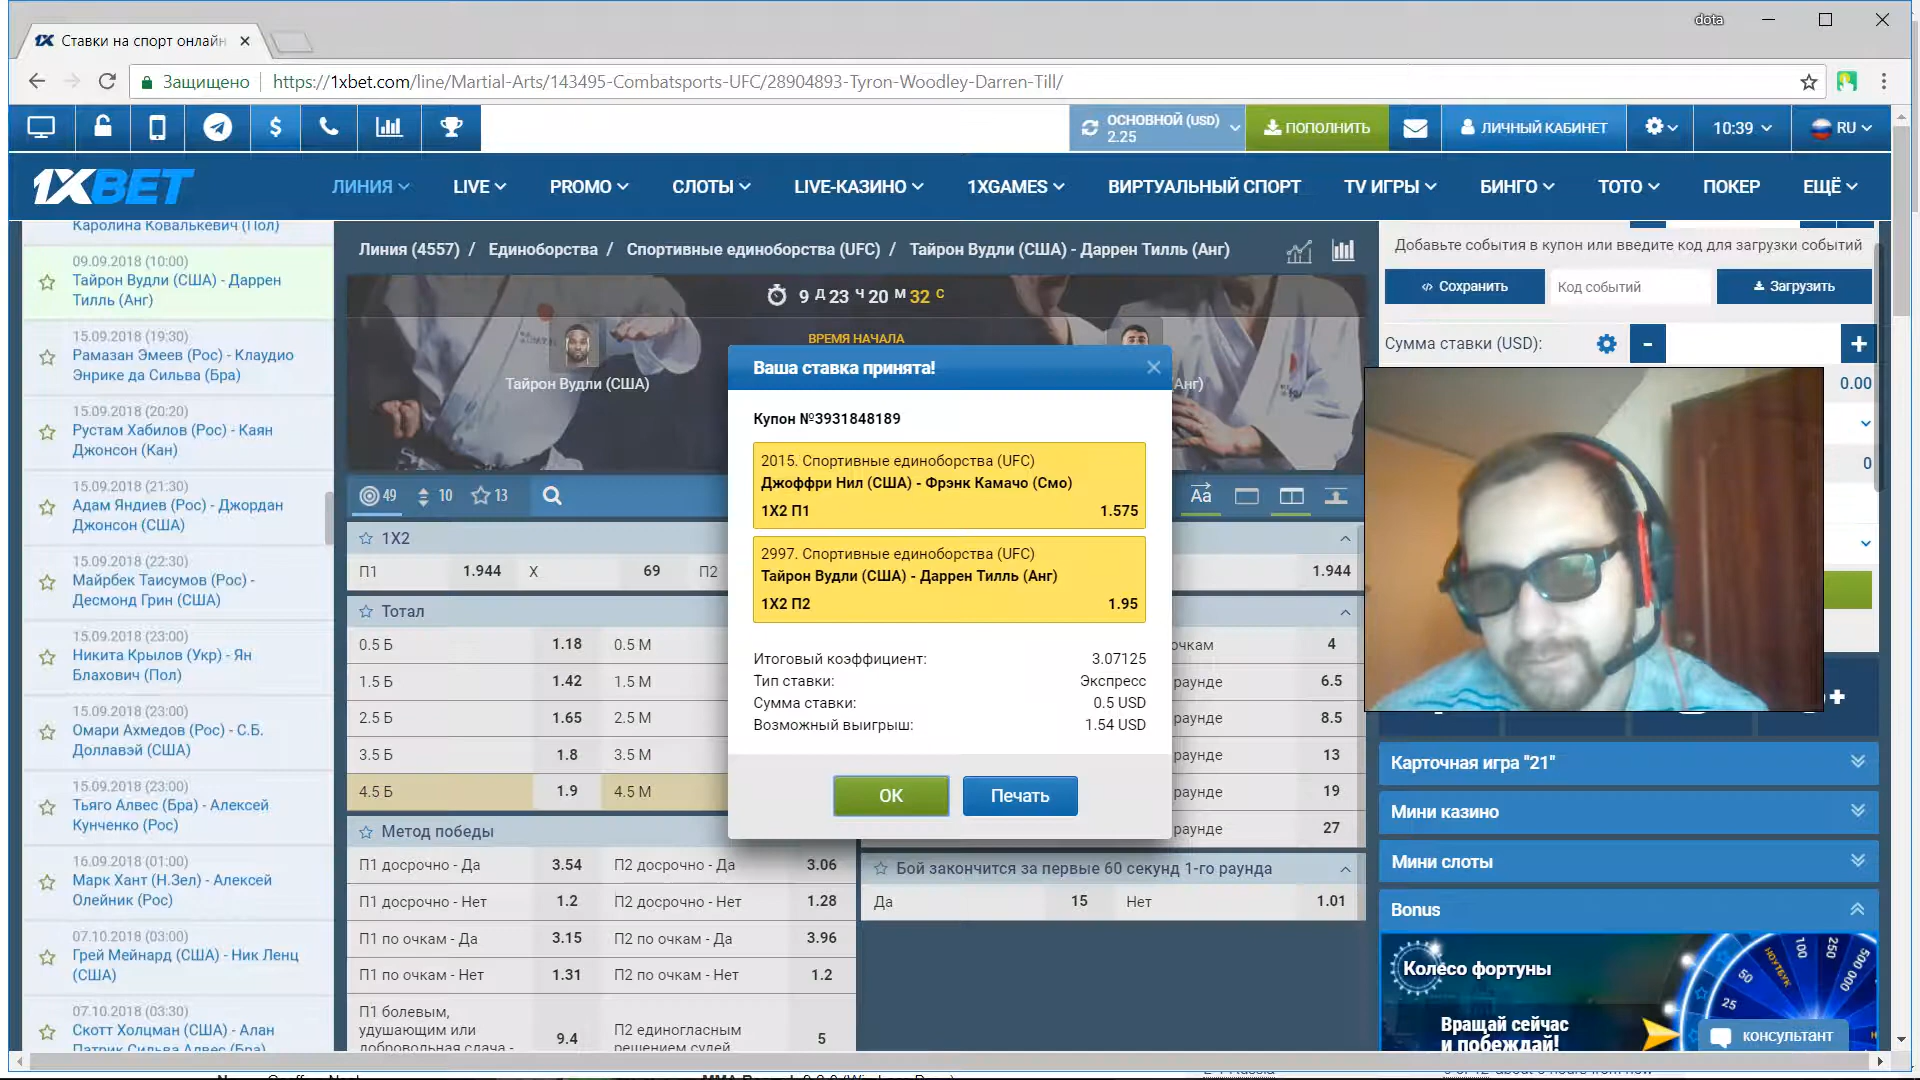 dota
Ставки на спорт онлайн
Защищено
https://1xbet.com/line/Martial-Arts/143495-Combatsports-UFC/28904893-Tyron-Woodley-Darren-Till/
ОСНОВНОЙ (USD)
2.25
ПОПОЛНИТЬ
ЛИЧНЫЙ КАБИНЕТ
10:39
RU
1XBET
ЛИНИЯ
LIVE
PROMO
СЛОТЫ
LIVE-КАЗИНО
1XGAMES
ВИРТУАЛЬНЫЙ СПОРТ
TV ИГРЫ
БИНГО
ТОТО
ПОКЕР
ЕЩЁ
Каролина Ковалькевич (Пол)
09.09.2018 (10:00)
Тайрон Вудли (США) - Даррен
Тилль (Анг)
15.09.2018 (19:30)
Рамазан Эмеев (Рос) - Клаудио
Энрике да Сильва (Бра)
15.09.2018 (20:20)
Рустам Хабилов (Рос) - Каян
Джонсон (Кан)
15.09.2018 (21:30)
Адам Яндиев (Рос) - Джордан
Джонсон (США)
15.09.2018 (22:30)
Майрбек Таисумов (Рос) -
Десмонд Грин (США)
15.09.2018 (23:00)
Никита Крылов (Укр) - Ян
Блахович (Пол)
15.09.2018 (23:00)
Омари Ахмедов (Рос) - С.Б.
Доллавэй (США)
15.09.2018 (23:00)
Тьяго Алвес (Бра) - Алексей
Кунченко (Рос)
16.09.2018 (01:00)
Марк Хант (Н.Зел) - Алексей
Олейник (Рос)
07.10.2018 (03:00)
Грей Мейнард (США) - Ник Ленц
(США)
07.10.2018 (03:30)
Скотт Холцман (США) - Алан
Патрик Сильва Алвес (Бра)
Линия (4557) / Единоборства / Спортивные единоборства (UFC) / Тайрон Вудли (США) - Даррен Тилль (Анг)
9 Д 23 Ч 20 М 32 С
ВРЕМЯ НАЧАЛА
Тайрон Вудли (США)
Анг)
49
10
13
Aa
1X2
П1 1.944 X 69 П2
1.944
Тотал
0.5 Б 1.18 0.5 М
1.5 Б 1.42 1.5 М
2.5 Б 1.65 2.5 М
3.5 Б 1.8 3.5 М
4.5 Б 1.9 4.5 М
очкам 4
раунде 6.5
раунде 8.5
раунде 13
раунде 19
раунде 27
Метод победы
П1 досрочно - Да 3.54 П2 досрочно - Да 3.06
П1 досрочно - Нет 1.2 П2 досрочно - Нет 1.28
П1 по очкам - Да 3.15 П2 по очкам - Да 3.96
П1 по очкам - Нет 1.31 П2 по очкам - Нет 1.2
П1 болевым,
удушающим или
добровольная сдача -
9.4
П2 единогласным
решением судей
5
Бой закончится за первые 60 секунд 1-го раунда
Да 15 Нет 1.01
Ваша ставка принята!
Купон №3931848189
2015. Спортивные единоборства (UFC)
Джоффри Нил (США) - Фрэнк Камачо (Смо)
1X2 П1 1.575
2997. Спортивные единоборства (UFC)
Тайрон Вудли (США) - Даррен Тилль (Анг)
1X2 П2 1.95
Итоговый коэффициент: 3.07125
Тип ставки: Экспресс
Сумма ставки: 0.5 USD
Возможный выигрыш: 1.54 USD
ОК
Печать
Добавьте события в купон или введите код для загрузки событий
Сохранить
Код событий
Загрузить
Сумма ставки (USD):
-
+
0.00
0
+
Карточная игра "21"
Мини казино
Мини слоты
Bonus
Колесо фортуны
Вращай сейчас
и побеждай!
25
50
НОУТБУК
100
250
500 000
консультант